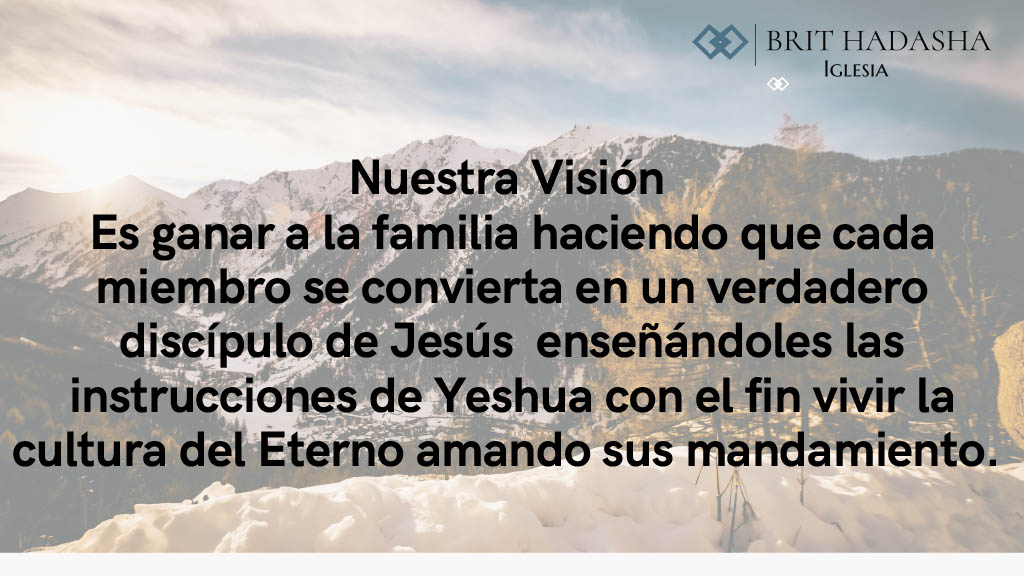 BRIT HADASHA
IGLESIA
Nuestra Visión
Es ganar a la familia haciendo que cada
miembro se convierta en un verdadero
discípulo de Jesús  enseñándoles las
instrucciones de Yeshua con el fin vivir la
cultura del Eterno amando sus mandamiento.